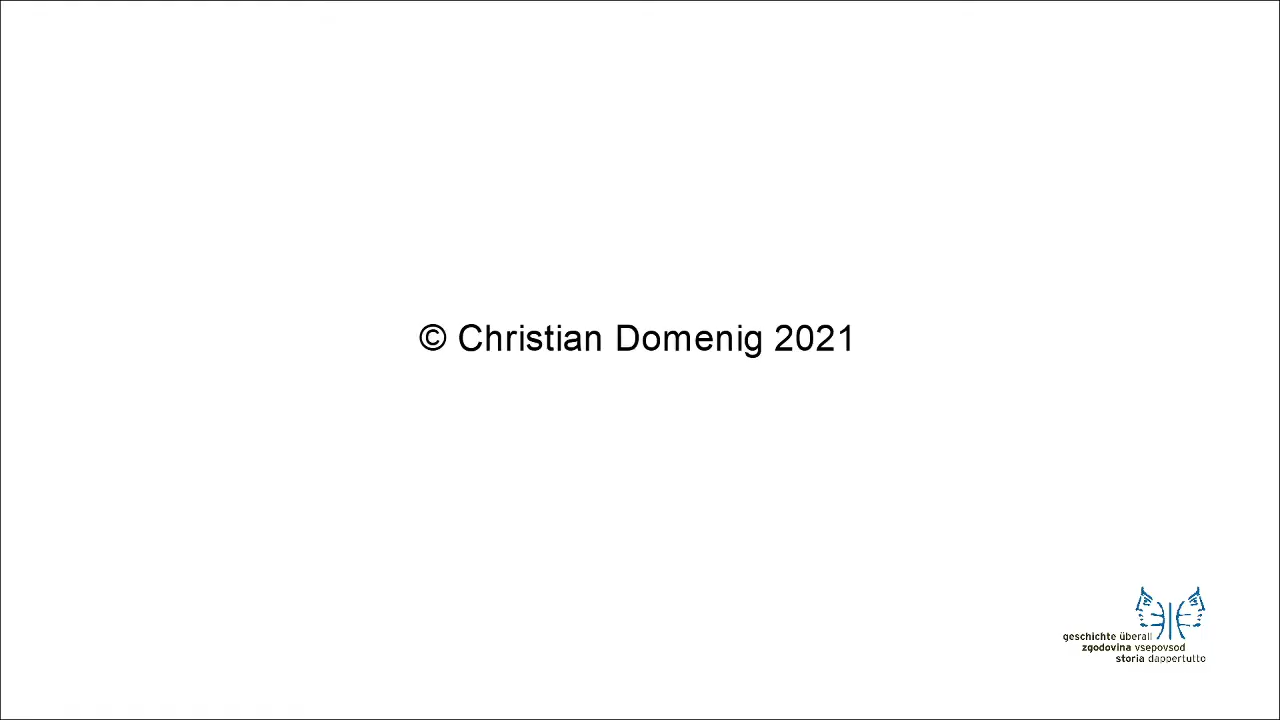 © Christian Domenig 2021
geschichte überall
zgodovina vsepovsod
storia dappertutto